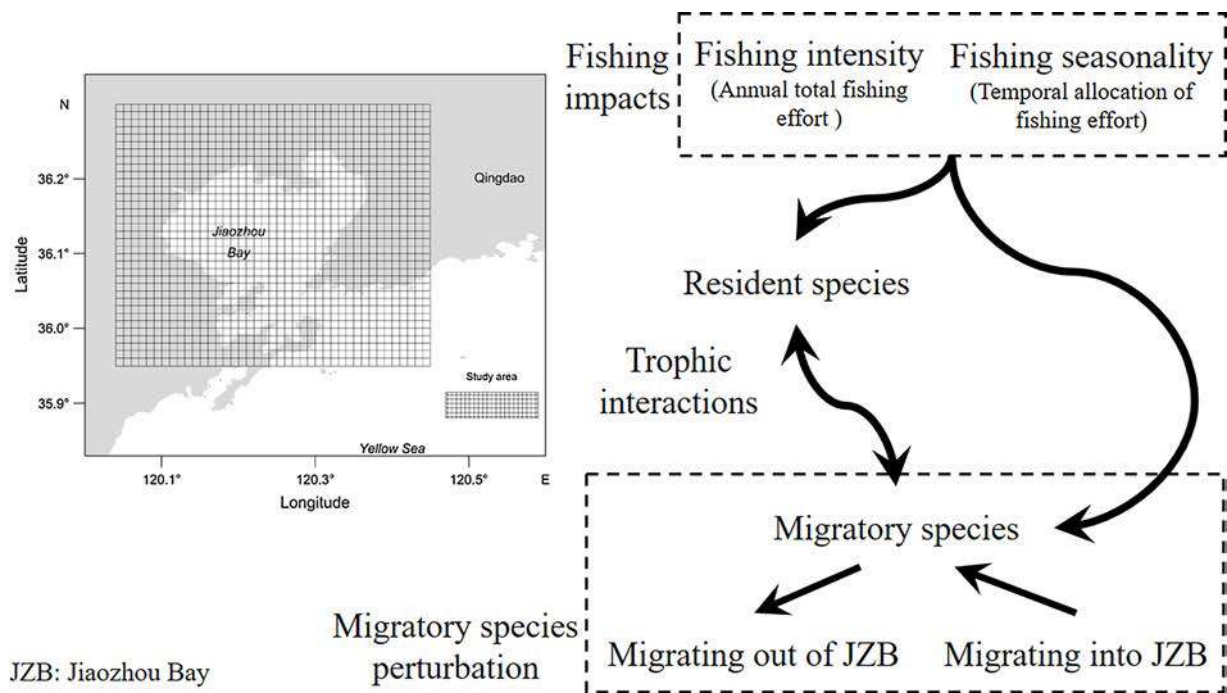 N
36.2°
36.1°
36.0°
35.9°
Latitude
Qingdao
Jiaozhou
Bay
Study area
Yellow Sea
120.1°
120.3°
120.5°
E
Longitude
JZB: Jiaozhou Bay
Fishing
impacts
Fishing intensity
(Annual total fishing
effort )
Fishing seasonality
(Temporal allocation of
fishing effort)
Resident species
Trophic
interactions
Migratory species
Migratory species
perturbation
Migrating out of JZB
Migrating into JZB